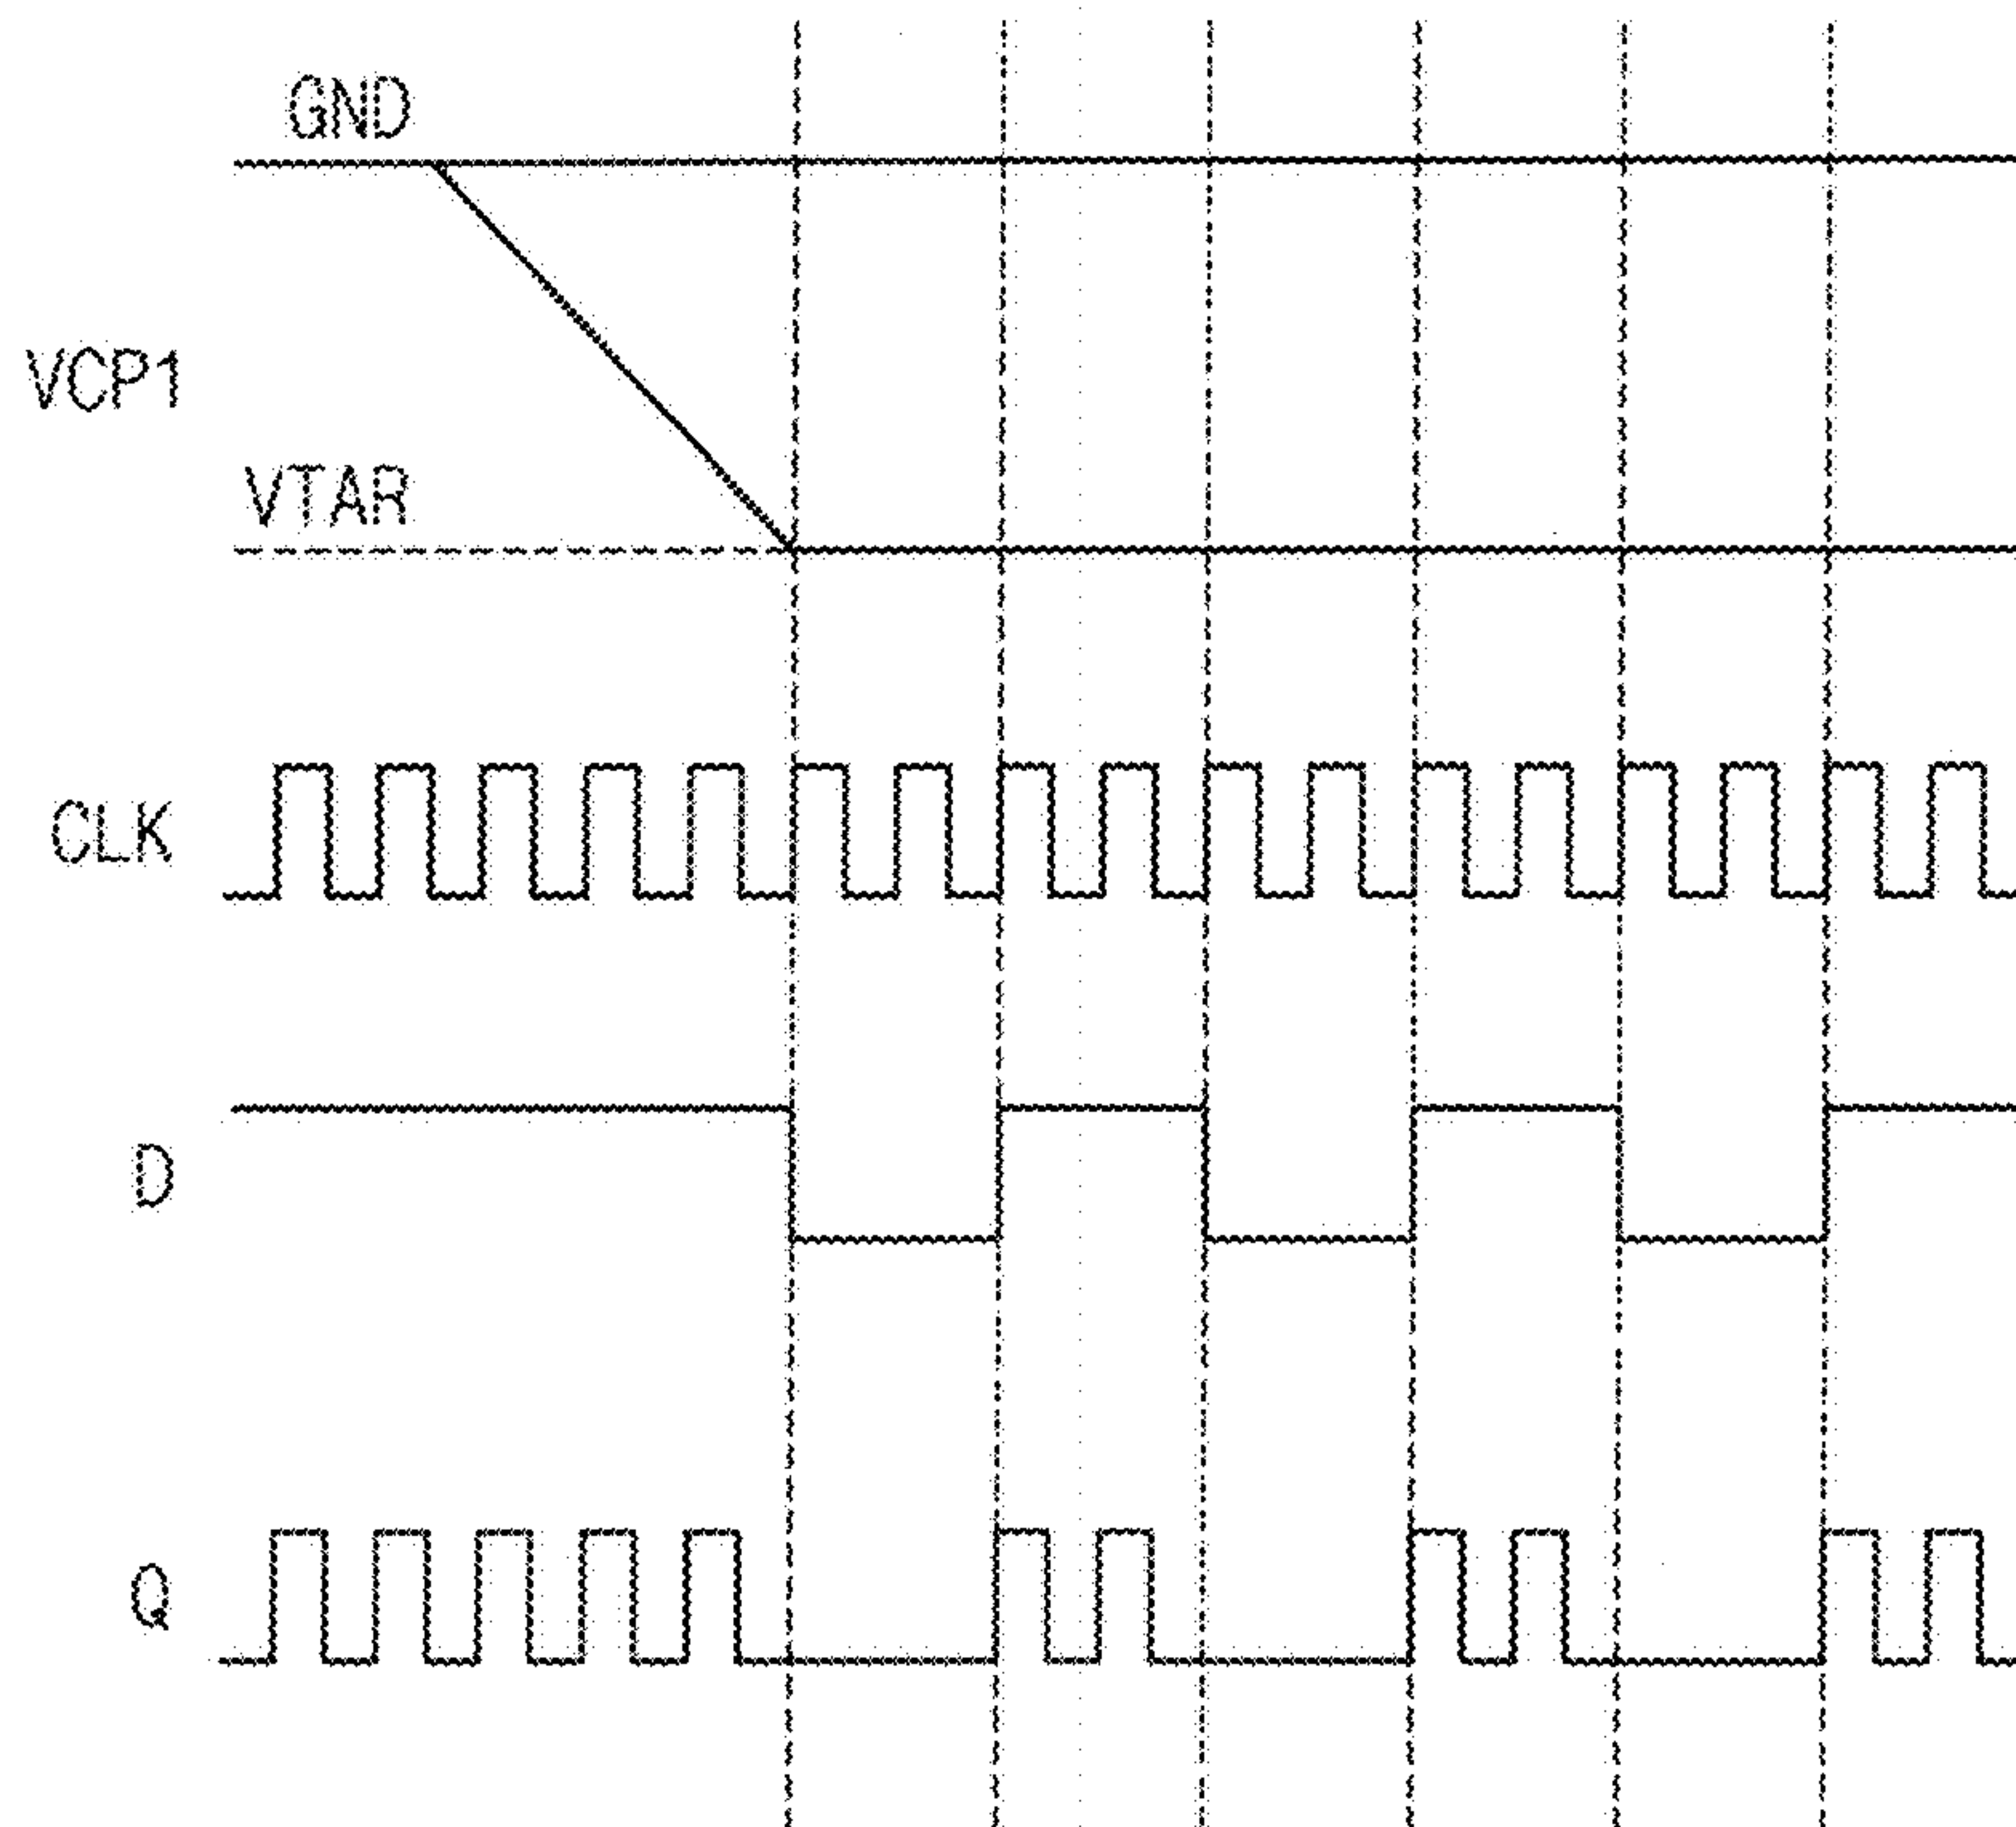 GND
VCP1
VTAR
CLK
D
Q